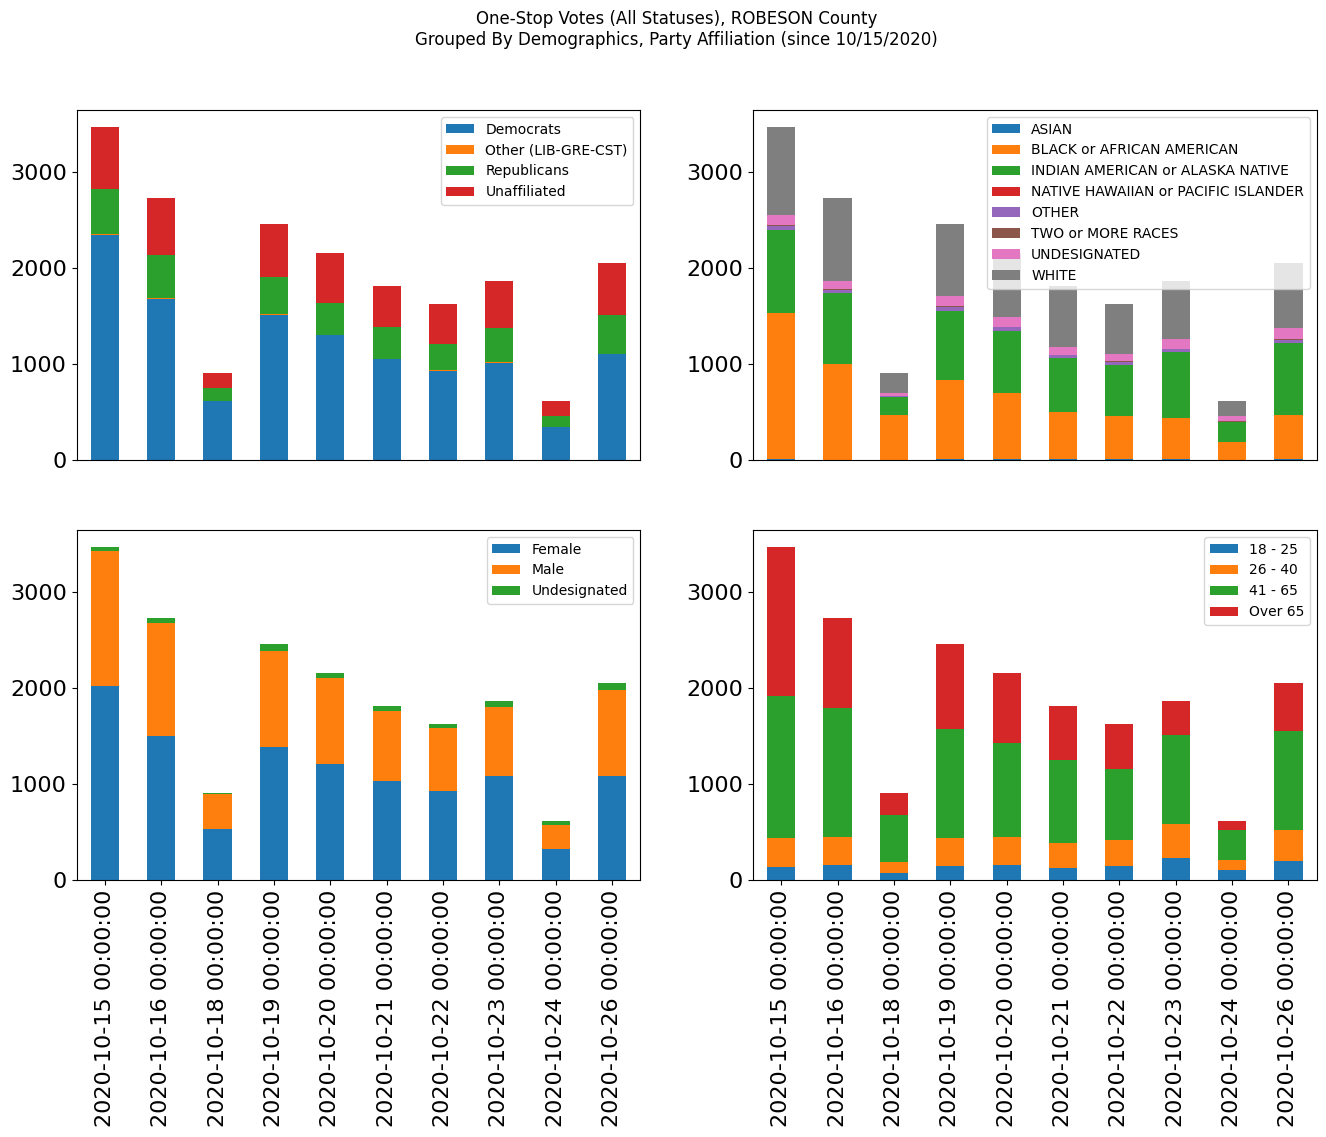 One-Stop Votes (All Statuses), ROBESON County
Grouped By Demographics, Party Affiliation (since 10/15/2020)
3000
2000
1000
0
Democrats
Other (LIB-GRE-CST)
Republicans
Unaffiliated
3000
2000
1000
0
ASIAN
BLACK or AFRICAN AMERICAN
INDIAN AMERICAN or ALASKA NATIVE
NATIVE HAWAIIAN or PACIFIC ISLANDER
OTHER
TWO or MORE RACES
UNDESIGNATED
WHITE
3000
2000
1000
0
Female
Male
Undesignated
2020-10-15 00:00:00
2020-10-16 00:00:00
2020-10-18 00:00:00
2020-10-19 00:00:00
2020-10-20 00:00:00
2020-10-21 00:00:00
2020-10-22 00:00:00
2020-10-23 00:00:00
2020-10-24 00:00:00
2020-10-26 00:00:00
3000
2000
1000
0
18 - 25
26 - 40
41 - 65
Over 65
2020-10-15 00:00:00
2020-10-16 00:00:00
2020-10-18 00:00:00
2020-10-19 00:00:00
2020-10-20 00:00:00
2020-10-21 00:00:00
2020-10-22 00:00:00
2020-10-23 00:00:00
2020-10-24 00:00:00
2020-10-26 00:00:00